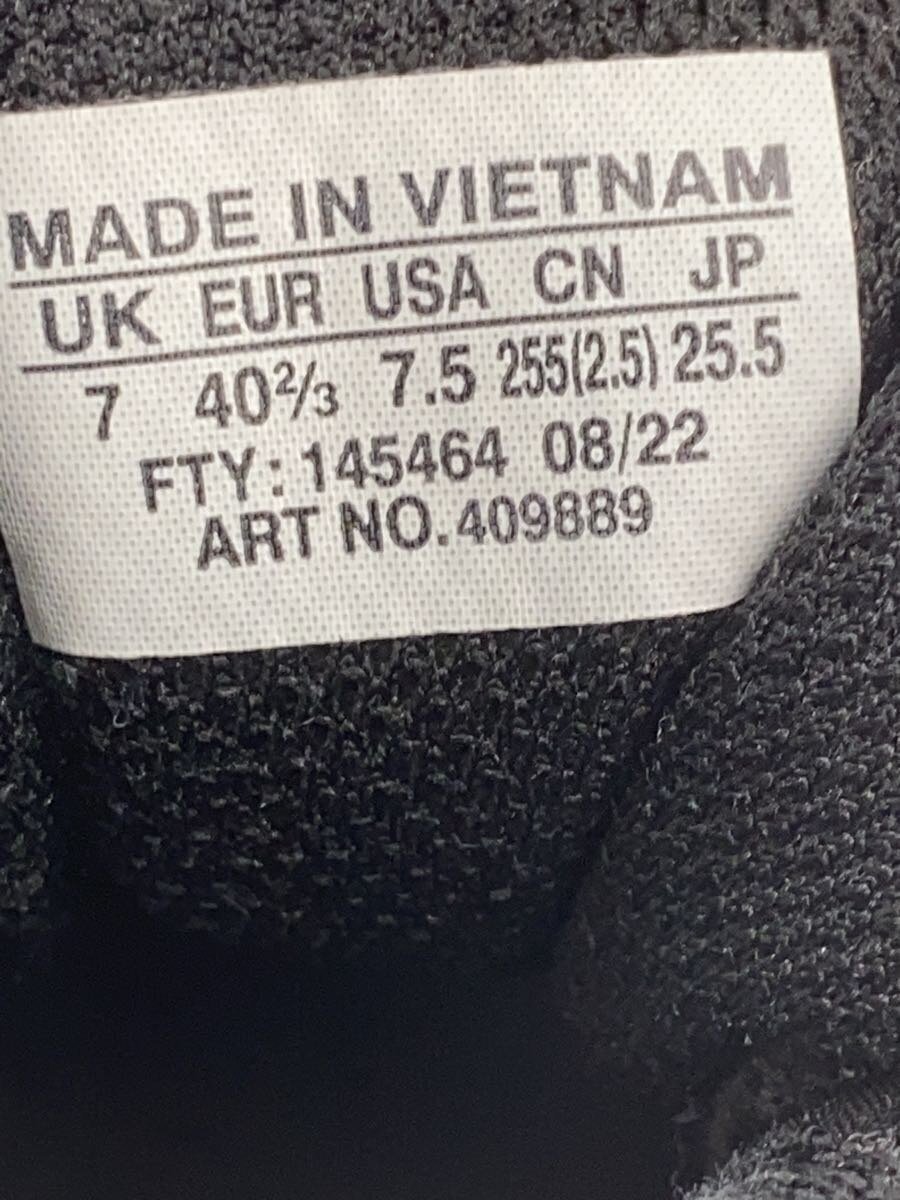 MADE IN VIETNAM
UK EUR USA CN JP
7 40⅔ 7.5 255(2.5) 25.5
FTY: 145464 08/22
ART NO. 409889